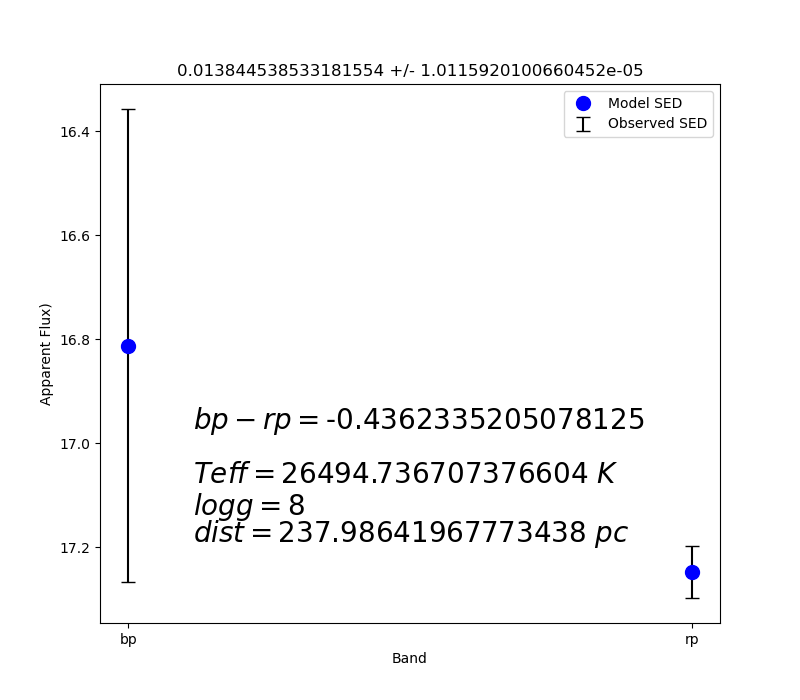 0.013844538533181554 +/- 1.0115920100660452e-05
Model SED
Observed SED
16.4
16.6
16.8
17.0
17.2
Apparent Flux)
bp − rp = -0.4362335205078125
Teff = 26494.736707376604 K
logg = 8
dist = 237.98641967773438 pc
bp
rp
Band